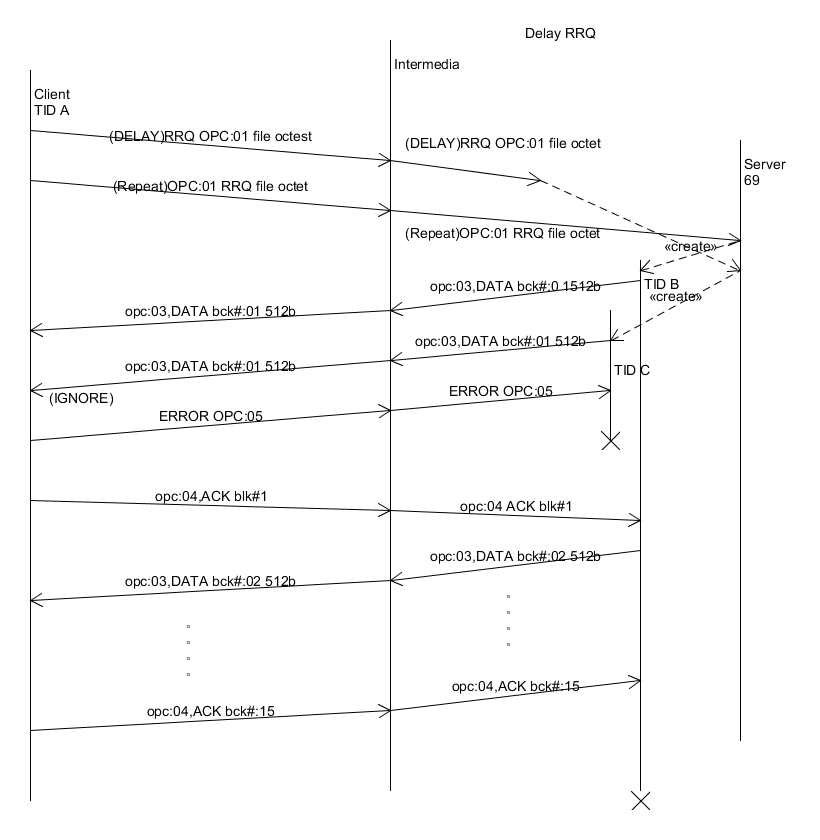 Delay RRQ
Intermedia
Client
TID A
(DELAY)RRQ OPC:01 file octest
(DELAY)RRQ OPC:01 file octet
Server
69
(Repeat)OPC:01 RRQ file octet
(Repeat)OPC:01 RRQ file octet
«create»
TID B
opc:03,DATA bck#:0 1512b
«create»
opc:03,DATA bck#:01 512b
opc:03,DATA bck#:01 512b
opc:03,DATA bck#:01 512b
TID C
(IGNORE)
ERROR OPC:05
ERROR OPC:05
opc:04,ACK blk#1
opc:04 ACK blk#1
opc:03,DATA bck#:02 512b
opc:03,DATA bck#:02 512b
opc:04,ACK bck#:15
opc:04,ACK bck#:15